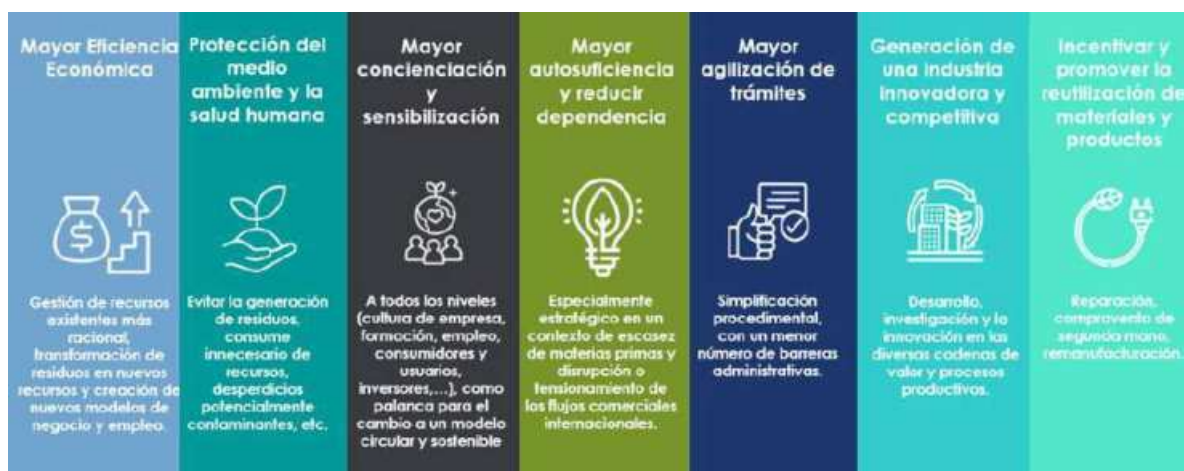 Mayor Eficiencia
Económica
Gestión de recursos
existentes más
racional,
transformación de
residuos en nuevos
recursos y creación de
nuevos modelos de
negocio y empleo.
Protección del
medio
ambiente y la
salud humana
Evitar la generación
de residuos,
consume
innecesario de
recursos,
desperdicios
potencialmente
contaminantes, etc.
Mayor
concienciación
y
sensibilización
A todos los niveles
(cultura de empresa,
formación, empleo,
consumidores y
usuarios,
inversores,...), como
palanca para el
cambio a un modelo
circular y sostenible
Mayor
autosuficiencia
y reducir
dependencia
Especialmente
estratégico en un
contexto de escasez
de materias primas y
disrupción o
tensionamiento de
los flujos comerciales
internacionales.
Mayor
agilización de
trámites
Simplificación
procedimental,
con un menor
número de barreras
administrativas.
Generación de
una industria
innovadora y
competitiva
Desarrollo,
investigación y la
innovación en las
diversas cadenas de
valor y procesos
productivos.
Incentivar y
promover la
reutilización de
materiales y
productos
Reparación,
compraventa de
segunda mano,
remanufacturación.